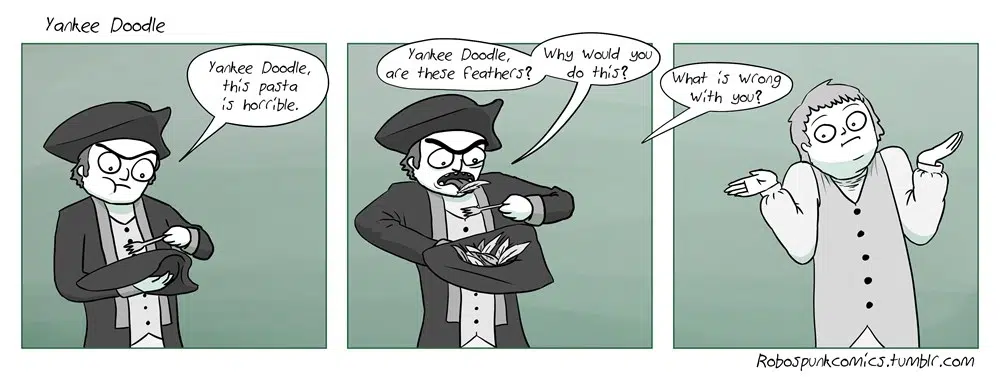 Yankee Doodle
Yankee Doodle,
this pasta
is horrible.
Yankee Doodle,
are these feathers?
Why would you
do this?
What is wrong
with you?
Robospunkcomics.tumblr.com